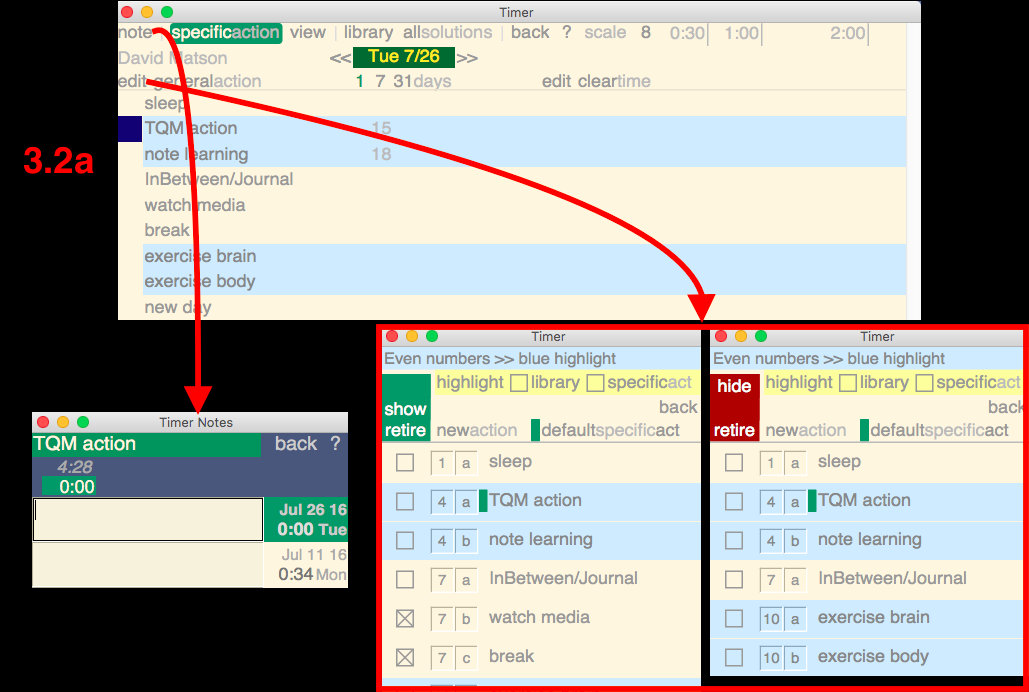 Timer
note specificaction view | library allsolutions | back ? scale 8 0:30 1:00 2:00
David Matson << Tue 7/26 >>
edit generalaction 1 7 31days edit cleartime
sleep
TQM action 15
note learning 18
InBetween/Journal
watch media
break
exercise brain
exercise body
new day
3.2a
Timer Notes
TQM action back ?
4:28
0:00
Jul 26 16
0:00 Tue
Jul 11 16
0:34 Mon
Timer
Even numbers >> blue highlight
highlight library specificact
back
show
retire newaction defaultspecificact
1 a sleep
4 a TQM action
4 b note learning
7 a InBetween/Journal
7 b watch media
7 c break
Timer
Even numbers >> blue highlight
hide highlight library specificact
back
retire newaction defaultspecificact
1 a sleep
4 a TQM action
4 b note learning
7 a InBetween/Journal
10 a exercise brain
10 b exercise body